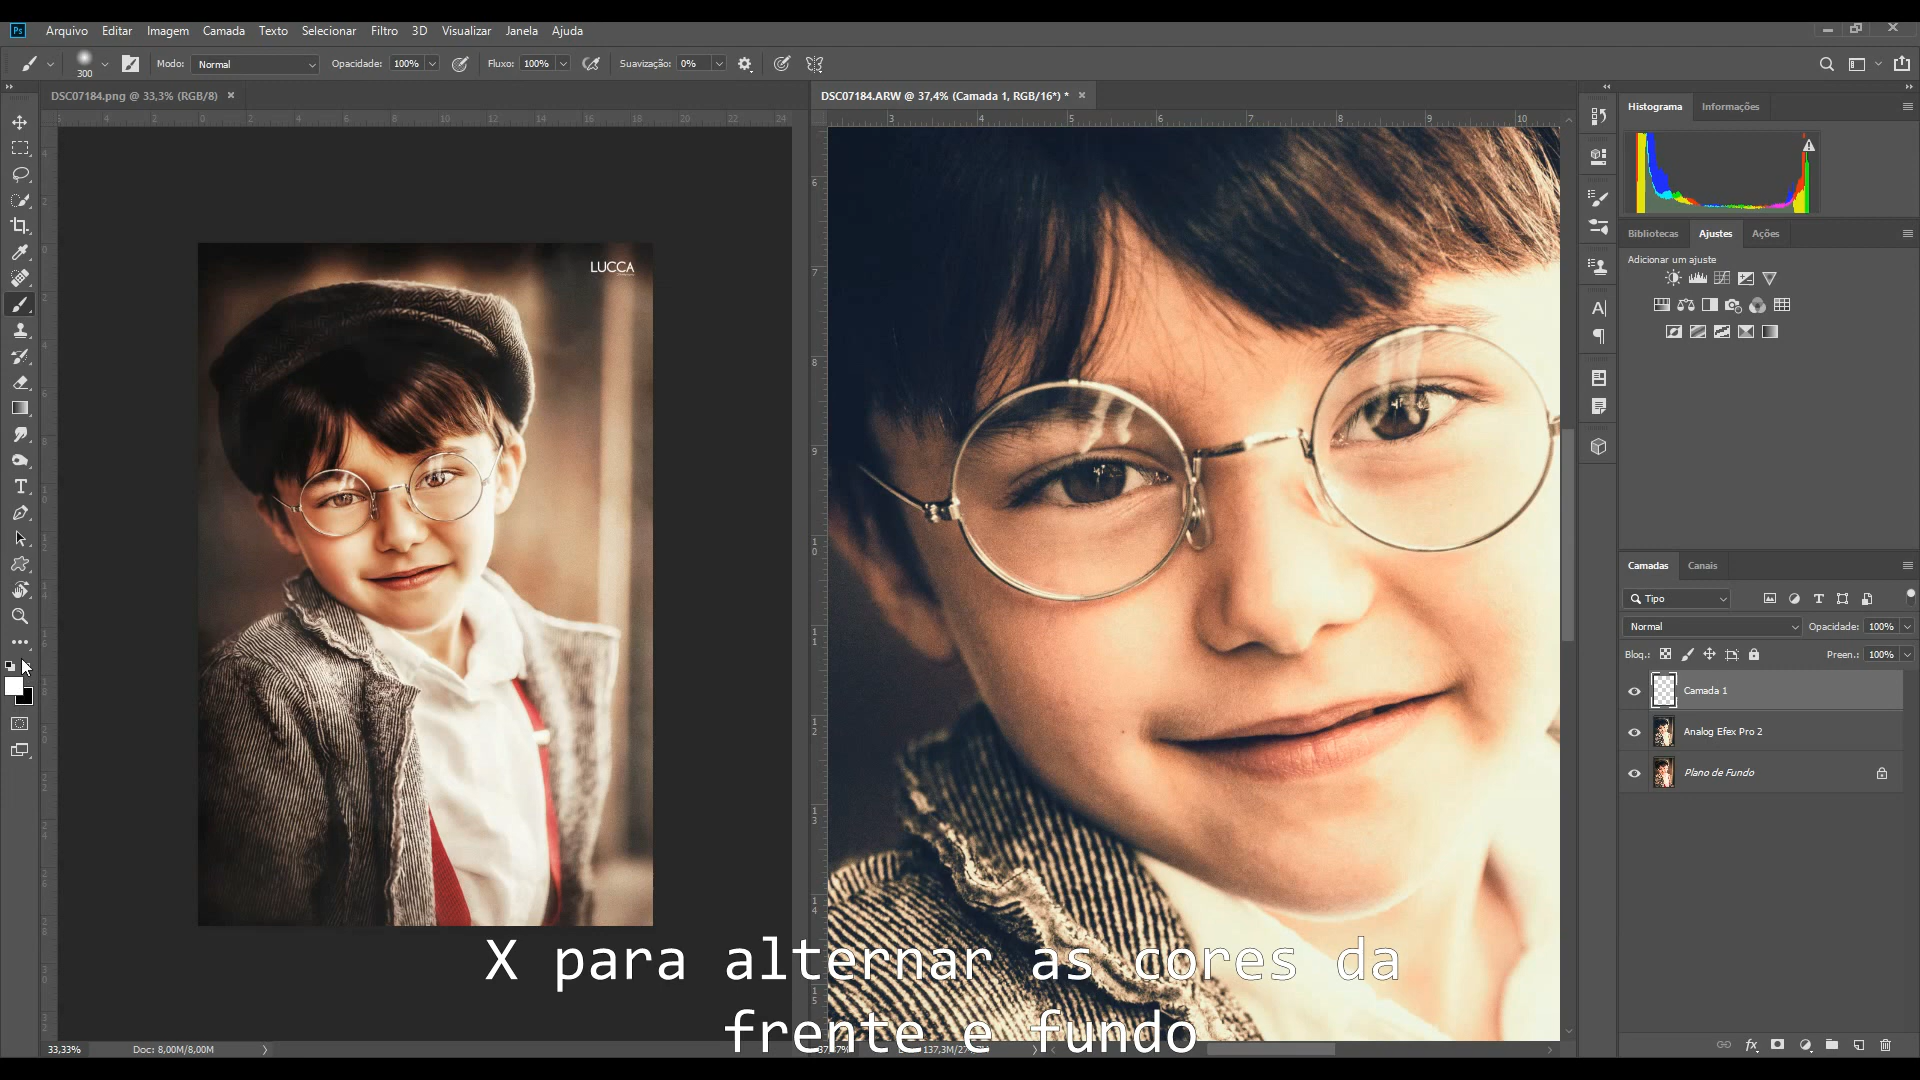 Ps Arquivo Editar Imagem Camada Texto Selecionar Filtro 3D Visualizar Janela Ajuda
300 Modo: Normal Opacidade: 100% Fluxo: 100% Suavização: 0%
DSC07184.png @ 33,3% (RGB/8) ×
DSC07184.ARW @ 37,4% (Camada 1, RGB/16*) * ×
Histograma Informações
LUCCA
Bibliotecas Ajustes Ações
Adicionar um ajuste
Camadas Canais
Tipo
Normal Opacidade: 100%
Bloq.: Preen.: 100%
Camada 1
Analog Efex Pro 2
Plano de Fundo
X para alternar as cores da
frente e fundo
33,33% Doc: 8,00M/8,00M